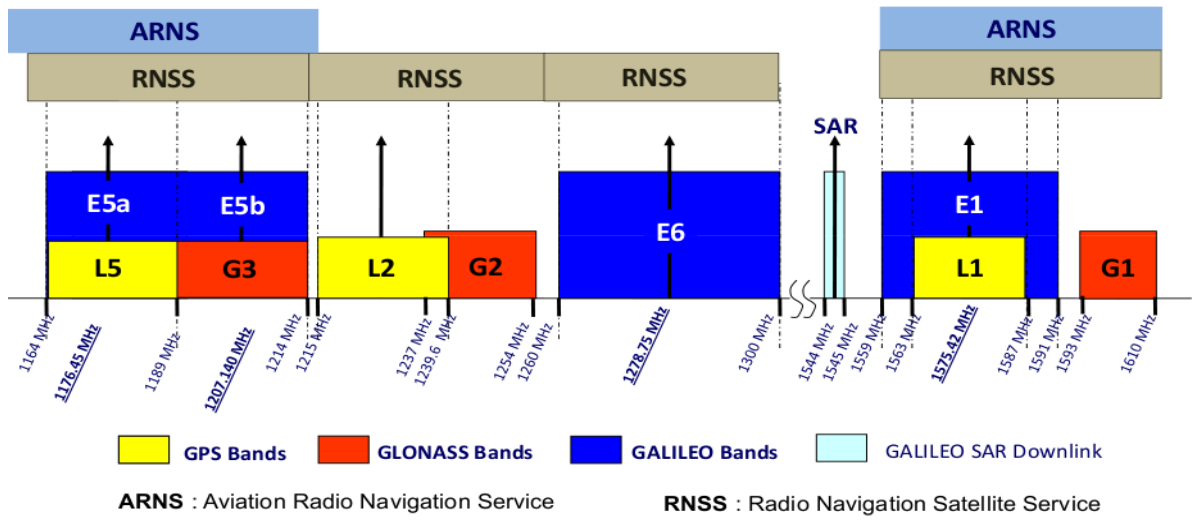 ARNS ARNS
RNSS RNSS RNSS RNSS
SAR
E5a E5b E6 E1
L5 G3 L2 G2 L1 G1
1164 MHz
1176.45 MHz
1189 MHz
1207.140 MHz
1214 MHz
1215 MHz
1237 MHz
1239.6 MHz
1254 MHz
1260 MHz
1278.75 MHz
1300 MHz
1544 MHz
1545 MHz
1559 MHz
1563 MHz
1575.42 MHz
1587 MHz
1591 MHz
1593 MHz
1610 MHz
GPS Bands GLONASS Bands GALILEO Bands GALILEO SAR Downlink
ARNS : Aviation Radio Navigation Service RNSS : Radio Navigation Satellite Service